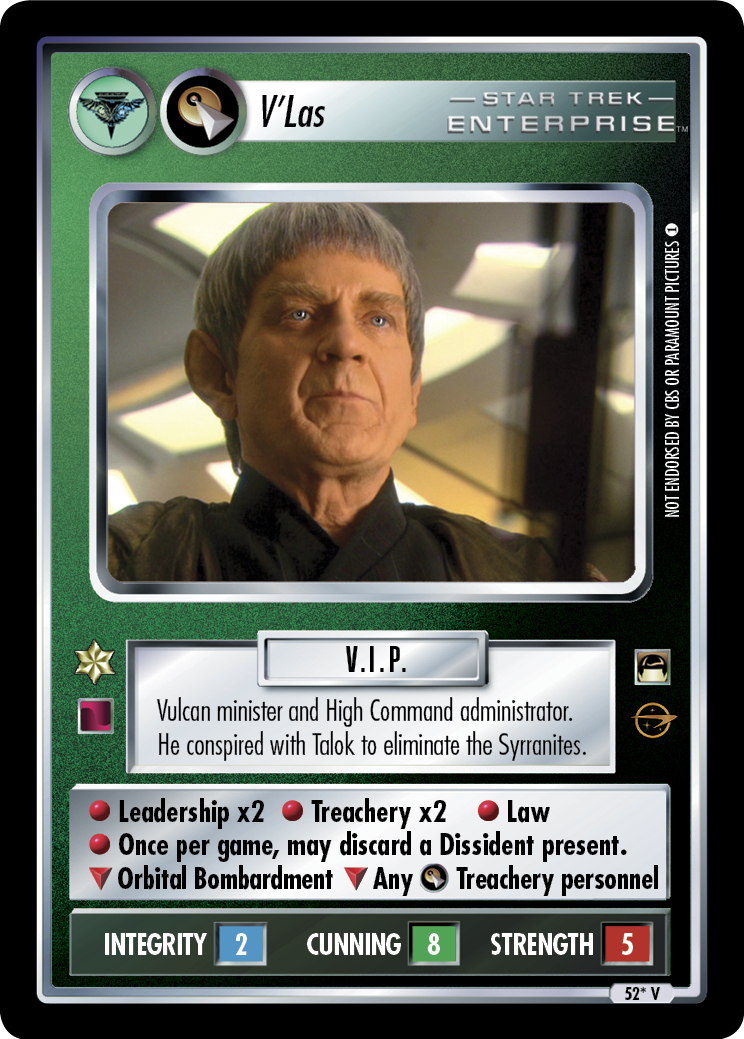 V'Las
STAR TREK
ENTERPRISE™
NOT ENDORSED BY CBS OR PARAMOUNT PICTURES 1
V.I.P.
Vulcan minister and High Command administrator.
He conspired with Talok to eliminate the Syrranites.
Leadership x2 Treachery x2 Law
Once per game, may discard a Dissident present.
Orbital Bombardment Any Treachery personnel
INTEGRITY 2 CUNNING 8 STRENGTH 5
52* V